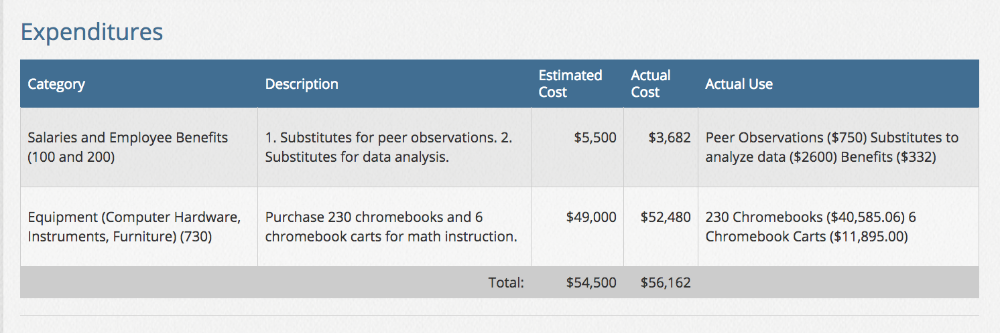 Expenditures
Category Description Estimated Cost Actual Cost Actual Use
Salaries and Employee Benefits (100 and 200) 1. Substitutes for peer observations. 2. Substitutes for data analysis. $5,500 $3,682 Peer Observations ($750) Substitutes to analyze data ($2600) Benefits ($332)
Equipment (Computer Hardware, Instruments, Furniture) (730) Purchase 230 chromebooks and 6 chromebook carts for math instruction. $49,000 $52,480 230 Chromebooks ($40,585.06) 6 Chromebook Carts ($11,895.00)
Total: $54,500 $56,162